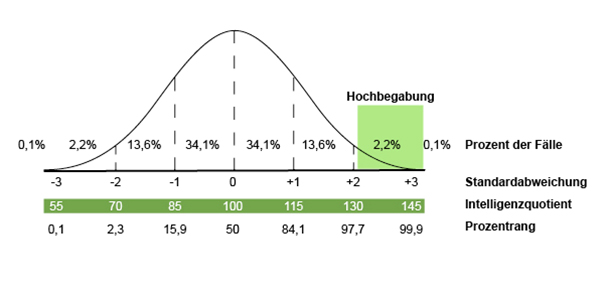 Hochbegabung
0,1% 2,2% 13,6% 34,1% 34,1% 13,6% 2,2% 0,1% Prozent der Fälle
-3 -2 -1 0 +1 +2 +3 Standardabweichung
55 70 85 100 115 130 145 Intelligenzquotient
0,1 2,3 15,9 50 84,1 97,7 99,9 Prozentrang